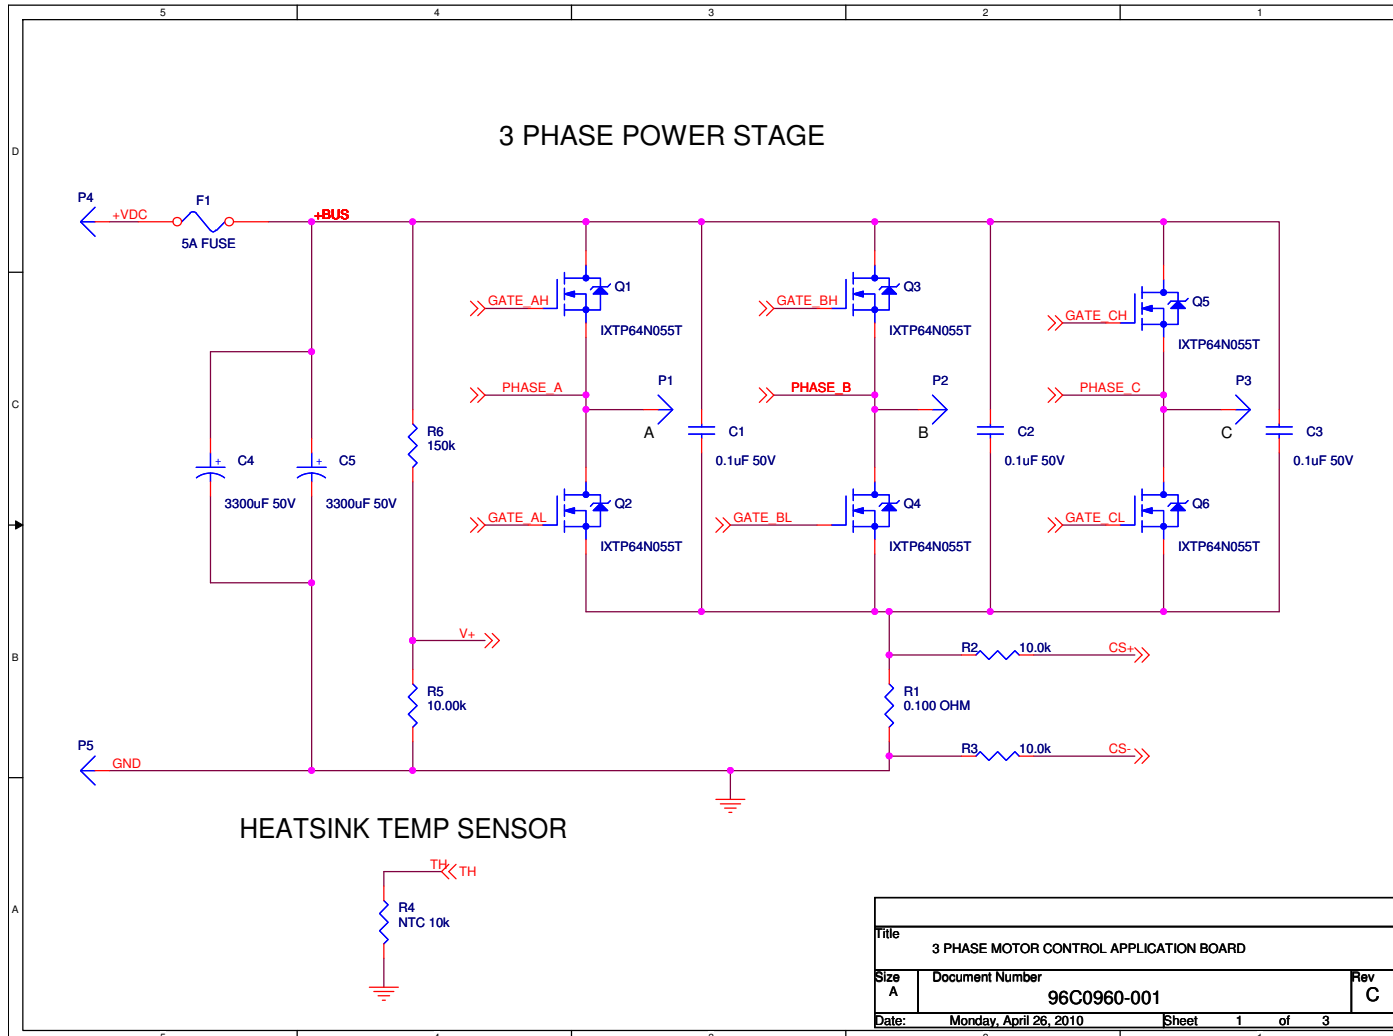 5 4 3 2 1
D
3 PHASE POWER STAGE
P4
+VDC
F1
5A FUSE
+BUS
C
GATE_AH
Q1
IXTP64N055T
GATE_BH
Q3
IXTP64N055T
GATE_CH
Q5
IXTP64N055T
PHASE_A
P1
A
PHASE_B
P2
B
PHASE_C
P3
C
R6
150k
C1
0.1uF 50V
C2
0.1uF 50V
C3
0.1uF 50V
C4
3300uF 50V
C5
3300uF 50V
GATE_AL
Q2
IXTP64N055T
GATE_BL
Q4
IXTP64N055T
GATE_CL
Q6
IXTP64N055T
B
V+
R5
10.00k
R2
10.0k
CS+
R1
0.100 OHM
R3
10.0k
CS-
P5
GND
HEATSINK TEMP SENSOR
TH
TH
A
R4
NTC 10k
Title
3 PHASE MOTOR CONTROL APPLICATION BOARD
Size
A
Document Number
96C0960-001
Rev
C
Date: Monday, April 26, 2010 Sheet 1 of 3